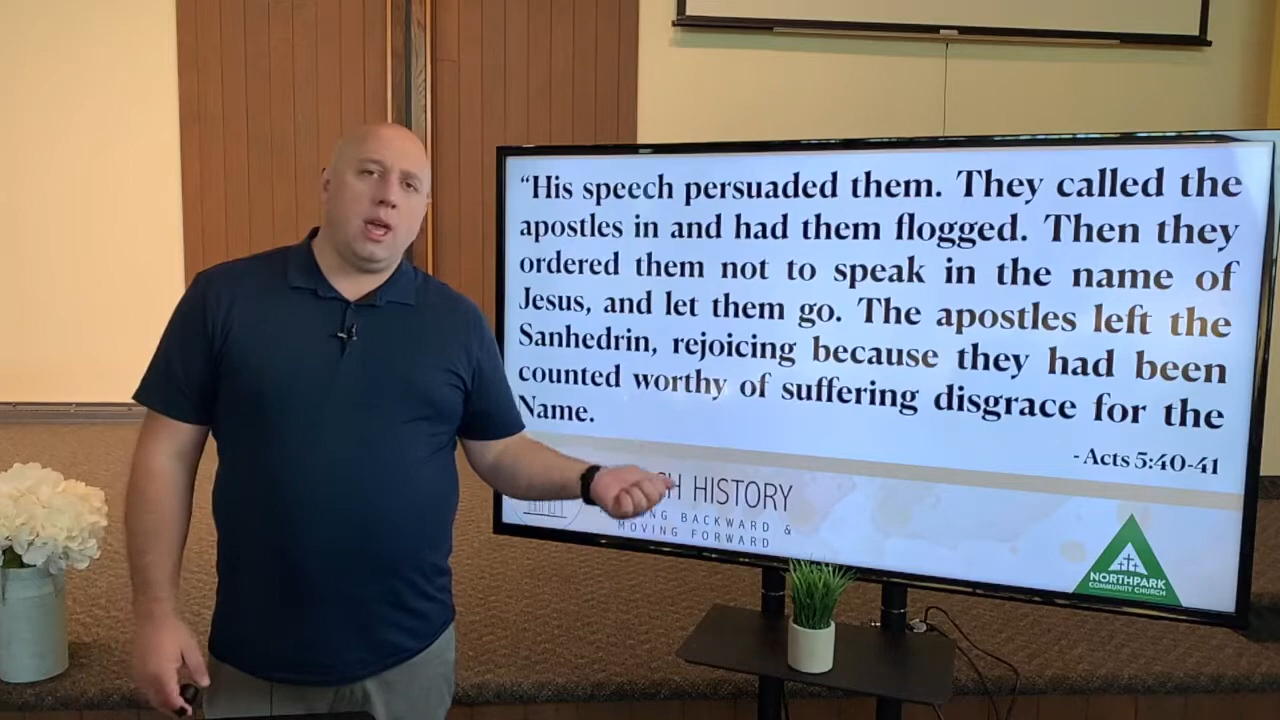 “His speech persuaded them. They called the
apostles in and had them flogged. Then they
ordered them not to speak in the name of
Jesus, and let them go. The apostles left the
Sanhedrin, rejoicing because they had been
counted worthy of suffering disgrace for the
Name.
- Acts 5:40-41
HISTORY
BACKWARD &
MOVING FORWARD
NORTHPARK
COMMUNITY CHURCH